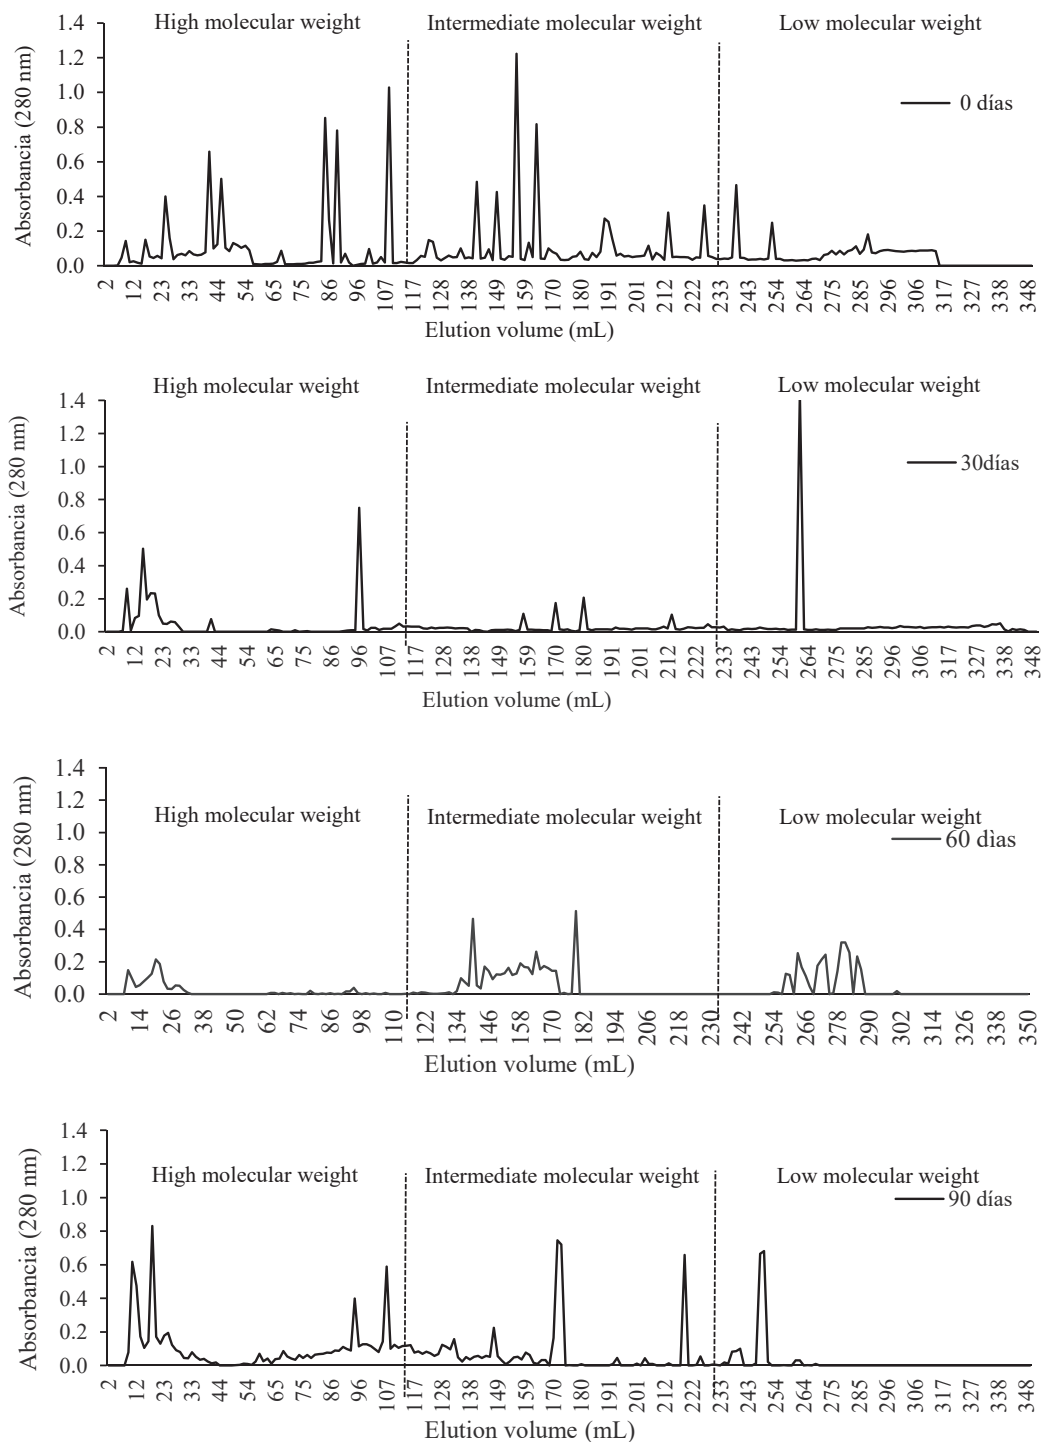 High molecular weight Intermediate molecular weight Low molecular weight
1.4
1.2
1.0
0.8
0.6
0.4
0.2
0.0
Absorbancia (280 nm)
0 días
2 12 23 33 44 54 65 75 86 96 107 117 128 138 149 159 170 180 191 201 212 222 233 243 254 264 275 285 296 306 317 327 338 348
Elution volume (mL)
High molecular weight Intermediate molecular weight Low molecular weight
1.4
1.2
1.0
0.8
0.6
0.4
0.2
0.0
Absorbancia (280 nm)
30días
2 12 23 33 44 54 65 75 86 96 107 117 128 138 149 159 170 180 191 201 212 222 233 243 254 264 275 285 296 306 317 327 338 348
Elution volume (mL)
1.4
1.2
1.0
0.8
0.6
0.4
0.2
0.0
Absorbancia (280 nm)
High molecular weight Intermediate molecular weight Low molecular weight
60 dìas
2 14 26 38 50 62 74 86 98 110 122 134 146 158 170 182 194 206 218 230 242 254 266 278 290 302 314 326 338 350
Elution volume (mL)
1.4
1.2
1.0
0.8
0.6
0.4
0.2
0.0
Absorbancia (280 nm)
High molecular weight Intermediate molecular weight Low molecular weight
90 días
2 12 23 33 44 54 65 75 86 96 107 117 128 138 149 159 170 180 191 201 212 222 233 243 254 264 275 285 296 306 317 327 338 348
Elution volume (mL)